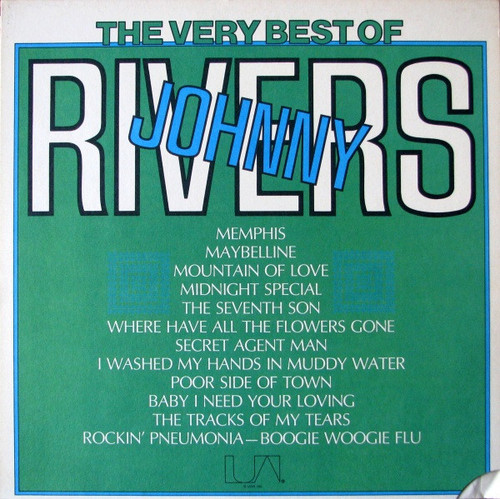 THE VERY BEST OF
JOHNNY
RIVERS
MEMPHIS
MAYBELLINE
MOUNTAIN OF LOVE
MIDNIGHT SPECIAL
THE SEVENTH SON
WHERE HAVE ALL THE FLOWERS GONE
SECRET AGENT MAN
I WASHED MY HANDS IN MUDDY WATER
POOR SIDE OF TOWN
BABY I NEED YOUR LOVING
THE TRACKS OF MY TEARS
ROCKIN' PNEUMONIA—BOOGIE WOOGIE FLU
UA